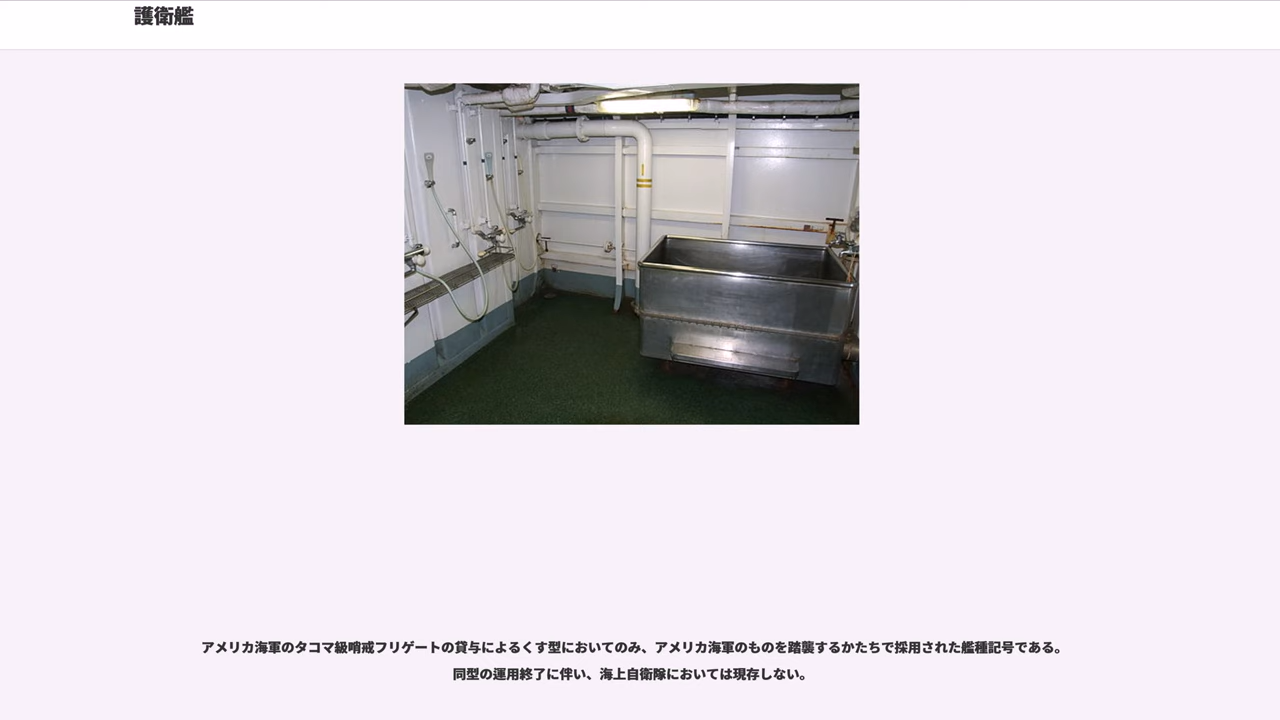 護衛艦
アメリカ海軍のタコマ級哨戒フリゲートの貸与によるくす型においてのみ、アメリカ海軍のものを踏襲するかたちで採用された艦種記号である。
同型の運用終了に伴い、海上自衛隊においては現存しない。